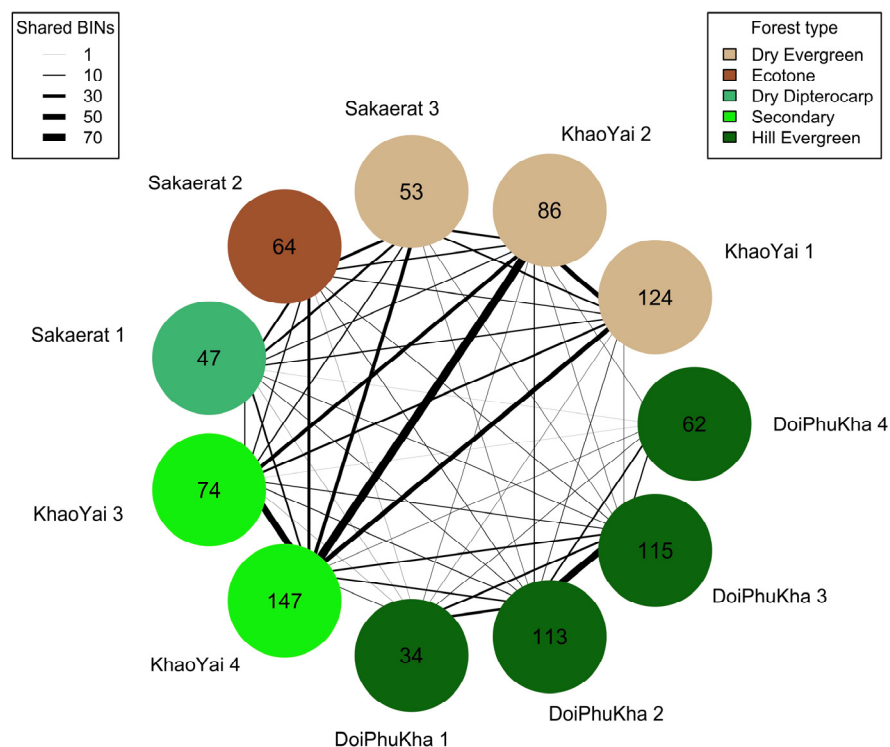 Shared BINs
1
10
30
50
70
Forest type
Dry Evergreen
Ecotone
Dry Dipterocarp
Secondary
Hill Evergreen
Sakaerat 3
KhaoYai 2
Sakaerat 2
53
86
64
KhaoYai 1
124
Sakaerat 1
47
62
DoiPhuKha 4
74
KhaoYai 3
115
DoiPhuKha 3
147
KhaoYai 4
34
113
DoiPhuKha 2
DoiPhuKha 1